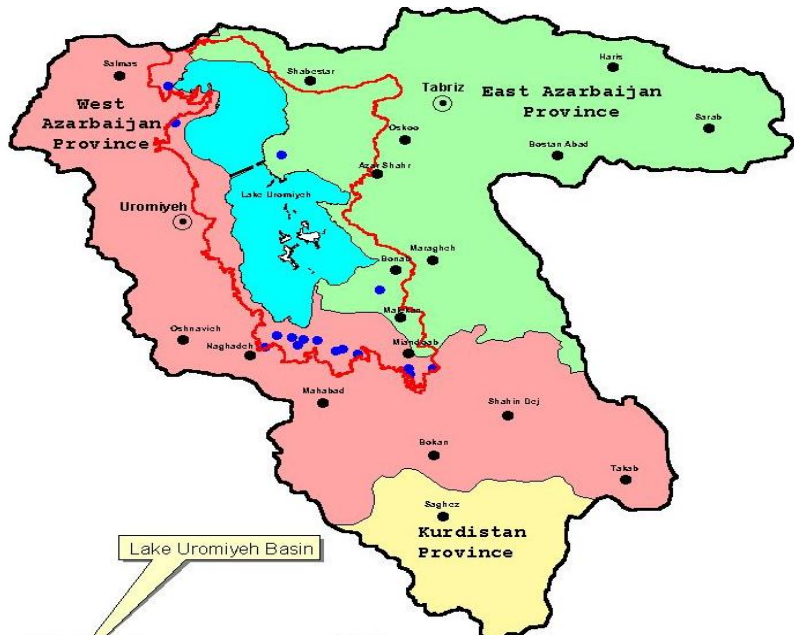 Salmas
Haris
Shabestar
Tabriz
East Azarbaijan
Province
West
Azarbaijan
Province
Sarab
Oskoo
Bostan Abad
Azar Shahr
Lake Uromiyeh
Uromiyeh
Maragheh
Bonab
Malekan
Oshnavieh
Naghadeh
Miandoab
Mahabad
Shahin Dej
Bokan
Takab
Saghez
Kurdistan
Province
Lake Uromiyeh Basin